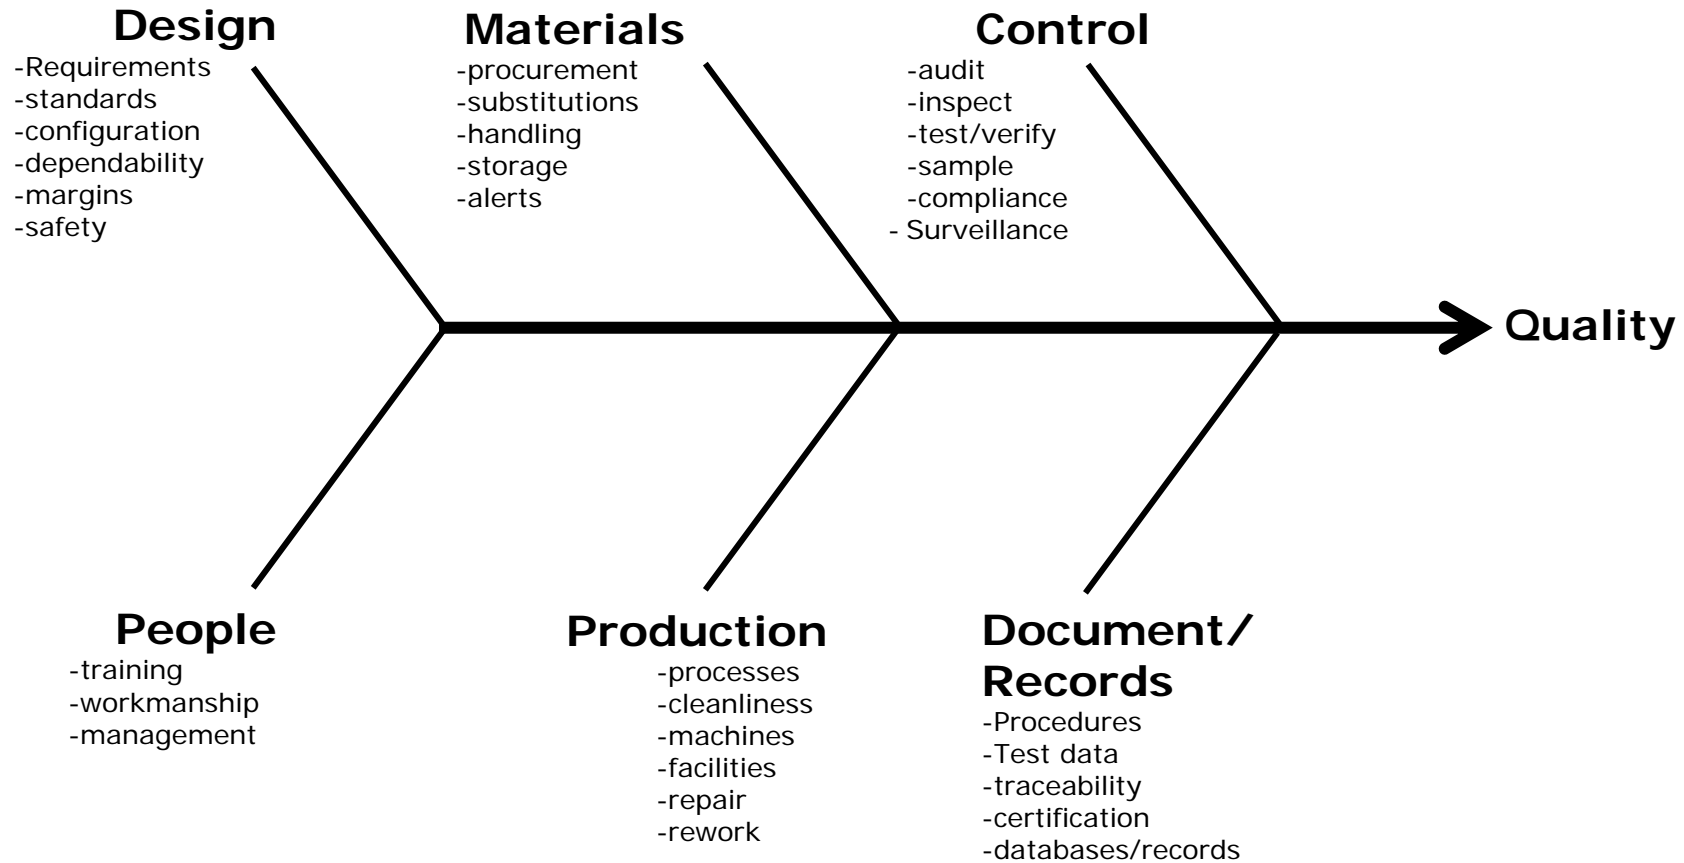 Design
-Requirements
-standards
-configuration
-dependability
-margins
-safety
Materials
-procurement
-substitutions
-handling
-storage
-alerts
Control
-audit
-inspect
-test/verify
-sample
-compliance
- Surveillance
Quality
People
-training
-workmanship
-management
Production
-processes
-cleanliness
-machines
-facilities
-repair
-rework
Document/
Records
-Procedures
-Test data
-traceability
-certification
-databases/records